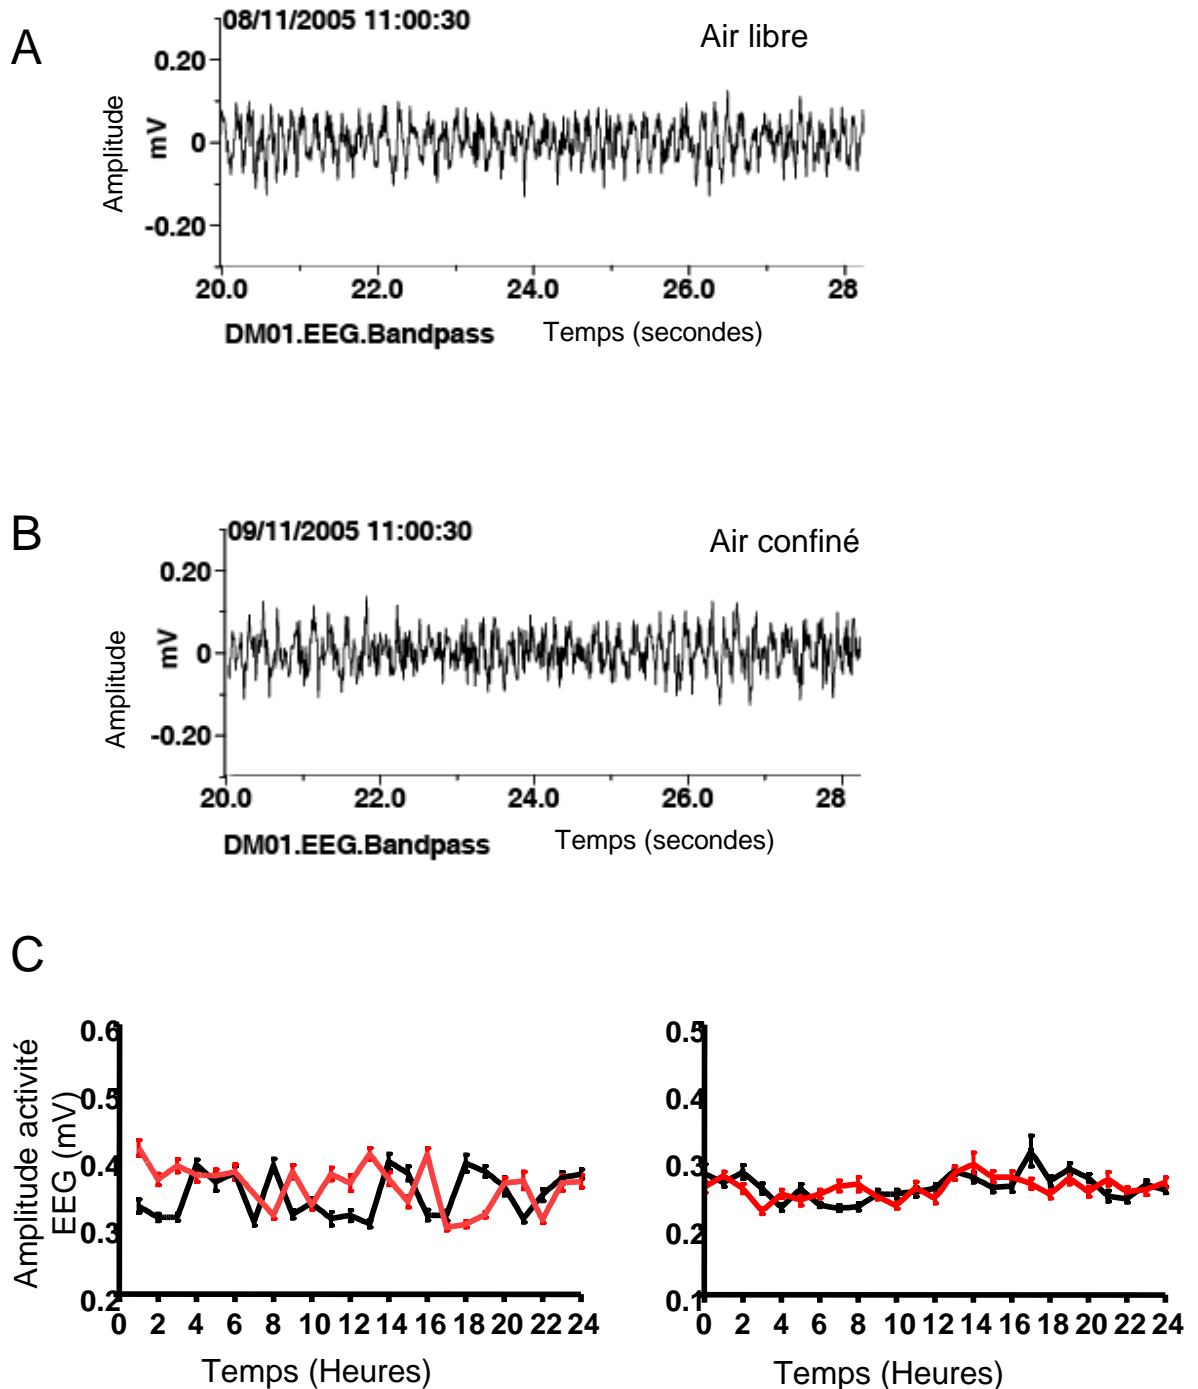 A
08/11/2005 11:00:30
Air libre
Amplitude
mV
0.20
0
-0.20
20.0 22.0 24.0 26.0 28
DM01.EEG.Bandpass
Temps (secondes)
B
09/11/2005 11:00:30
Air confiné
Amplitude
mV
0.20
0
-0.20
20.0 22.0 24.0 26.0 28
DM01.EEG.Bandpass
Temps (secondes)
C
Amplitude activité
EEG (mV)
0.6
0.5
0.4
0.3
0.2
0 2 4 6 8 10 12 14 16 18 20 22 24
Temps (Heures)
0.5
0.4
0.3
0.2
0.1
0 2 4 6 8 10 12 14 16 18 20 22 24
Temps (Heures)